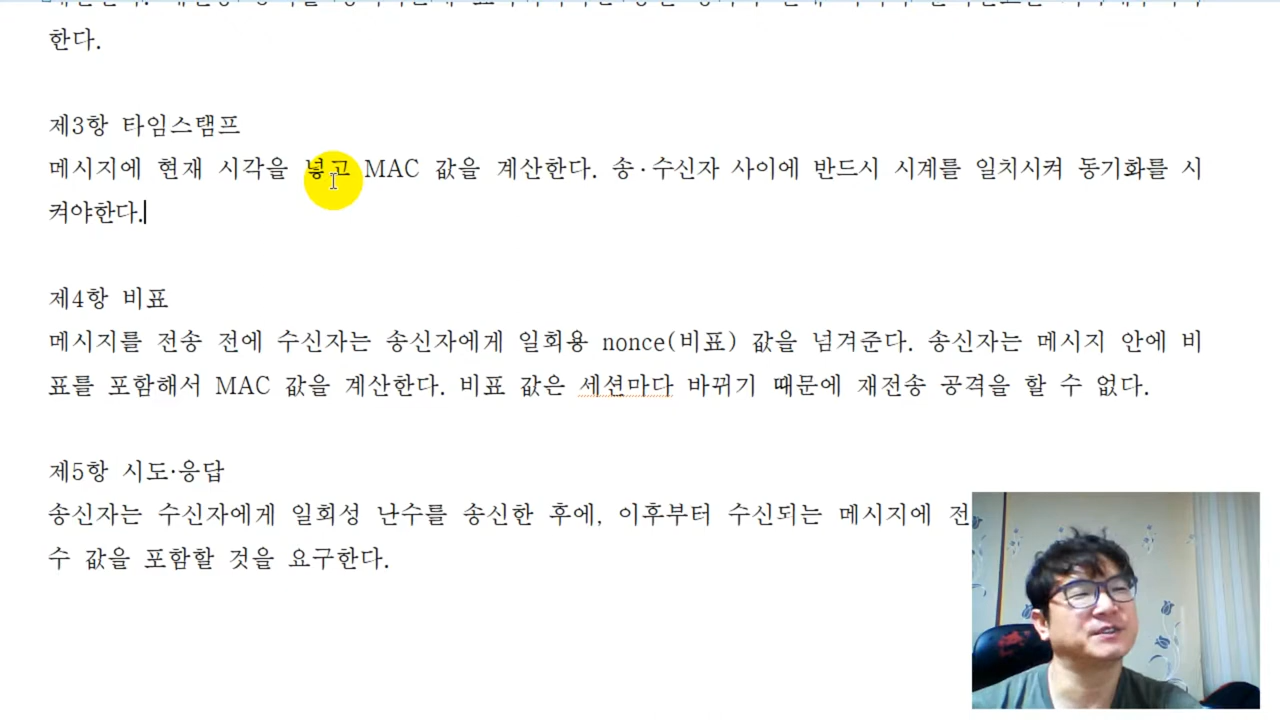 한다.
제3항 타임스탬프
메시지에 현재 시각을 넣고 MAC 값을 계산한다. 송·수신자 사이에 반드시 시계를 일치시켜 동기화를 시
켜야한다.
제4항 비표
메시지를 전송 전에 수신자는 송신자에게 일회용 nonce(비표) 값을 넘겨준다. 송신자는 메시지 안에 비
표를 포함해서 MAC 값을 계산한다. 비표 값은 세션마다 바뀌기 때문에 재전송 공격을 할 수 없다.
제5항 시도·응답
송신자는 수신자에게 일회성 난수를 송신한 후에, 이후부터 수신되는 메시지에 전
수 값을 포함할 것을 요구한다.